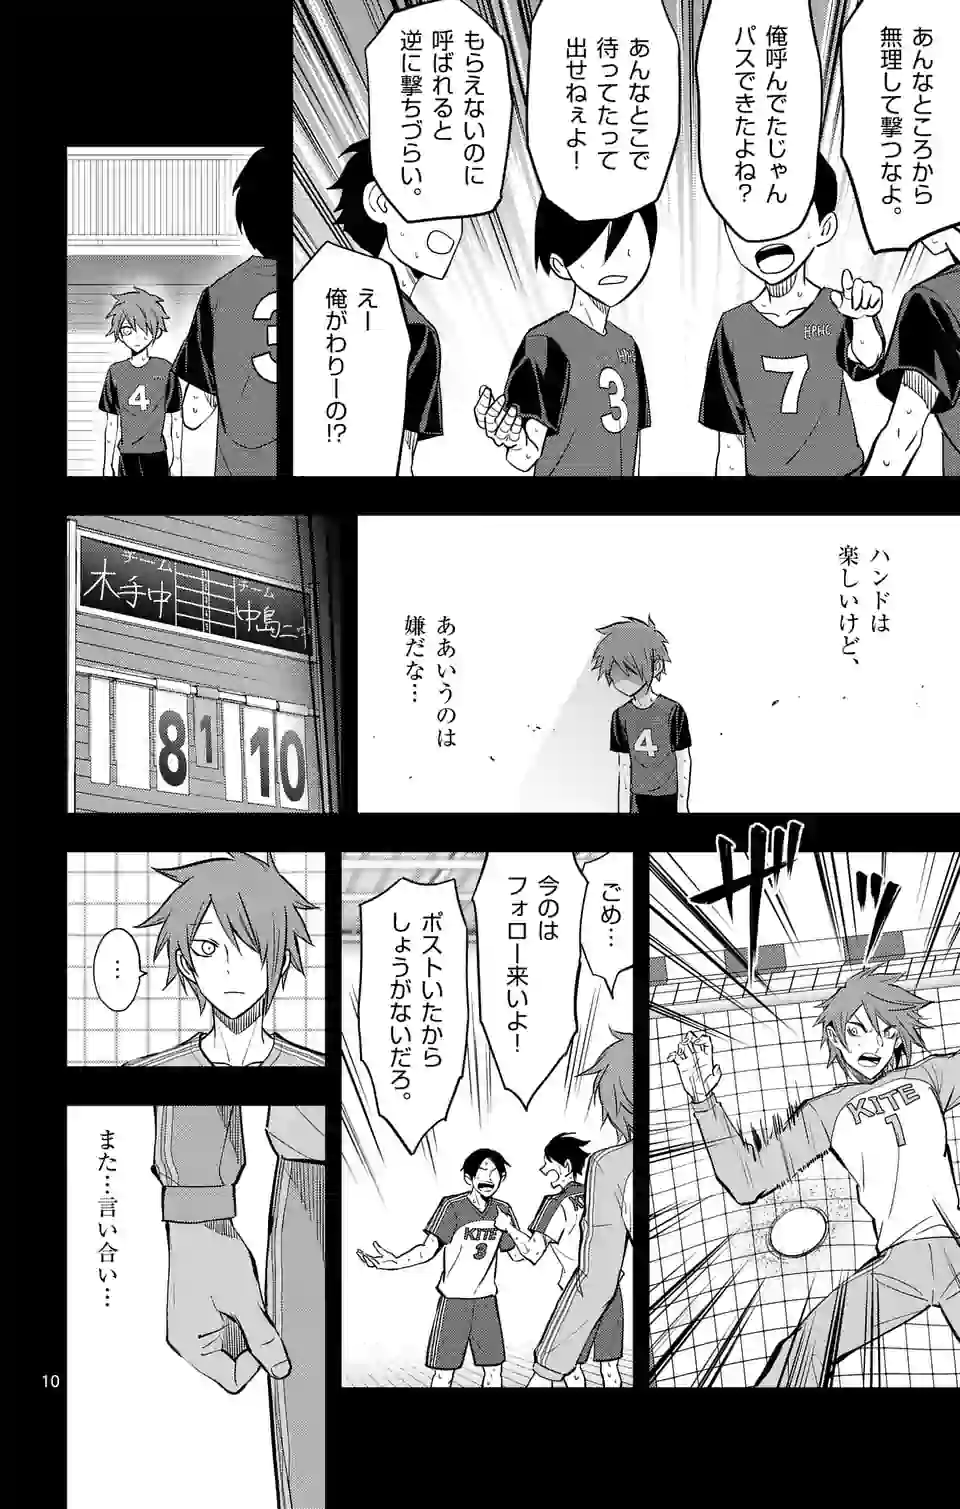 あんなところから
無理して撃つなよ。
俺呼んでたじゃん
パスできたよね？
あんなとこで
待ってたって
出せねぇよ！
もらえないのに
呼ばれると
逆に撃ちづらい。
えー
俺がわりーの!?
HPHC
7
HPHC
3
3
4
ハンドは
楽しいけど、
ああいうのは
嫌だな…
4
チーム
木手中
チーム
中島二中
8
1
10
ガガッ
KITE
1
ごめ…
今のは
フォロー来いよ！
ポストいたから
しょうがないだろ。
KITE
3
…
また…言い合い…
10